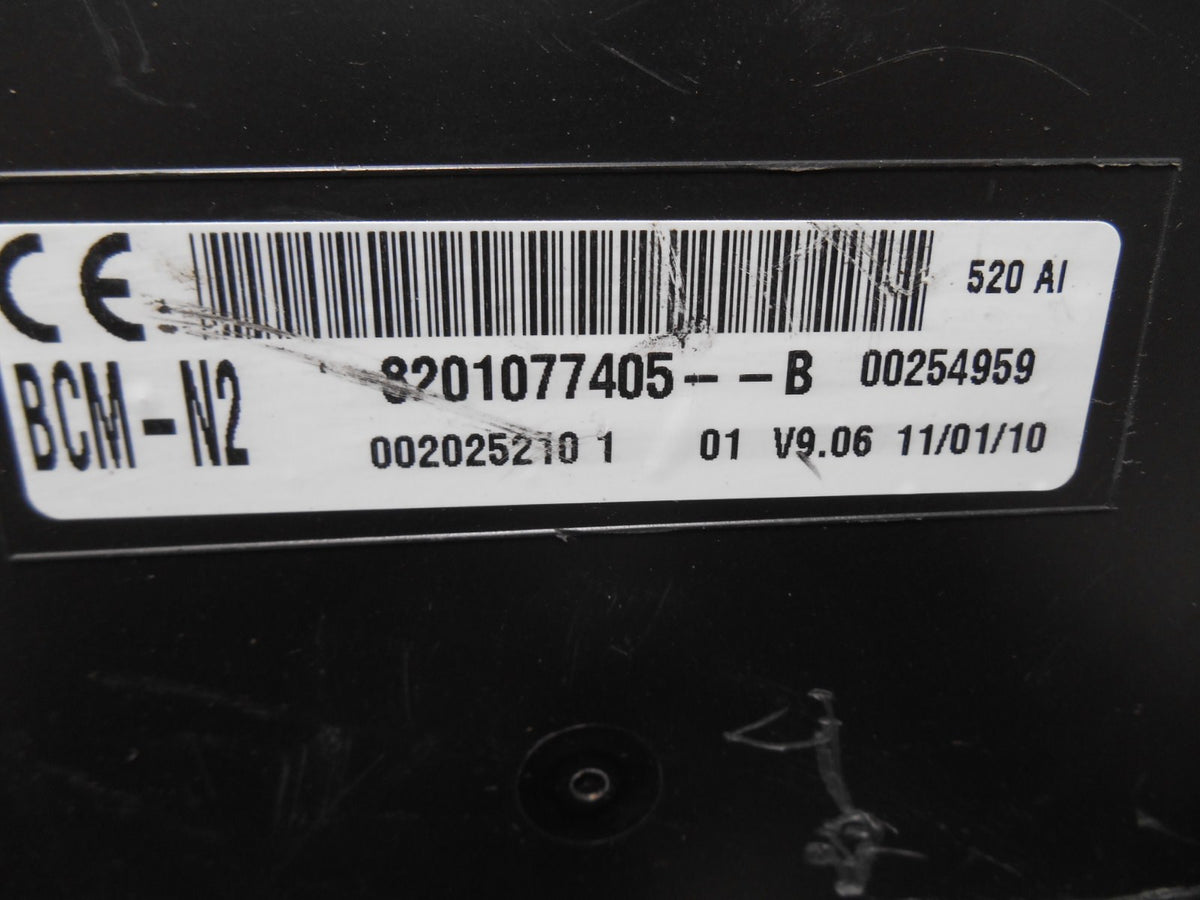 CE
520 AI
BCM-N2
8201077405--B 00254959
002025210 1 01 V9.06 11/01/10